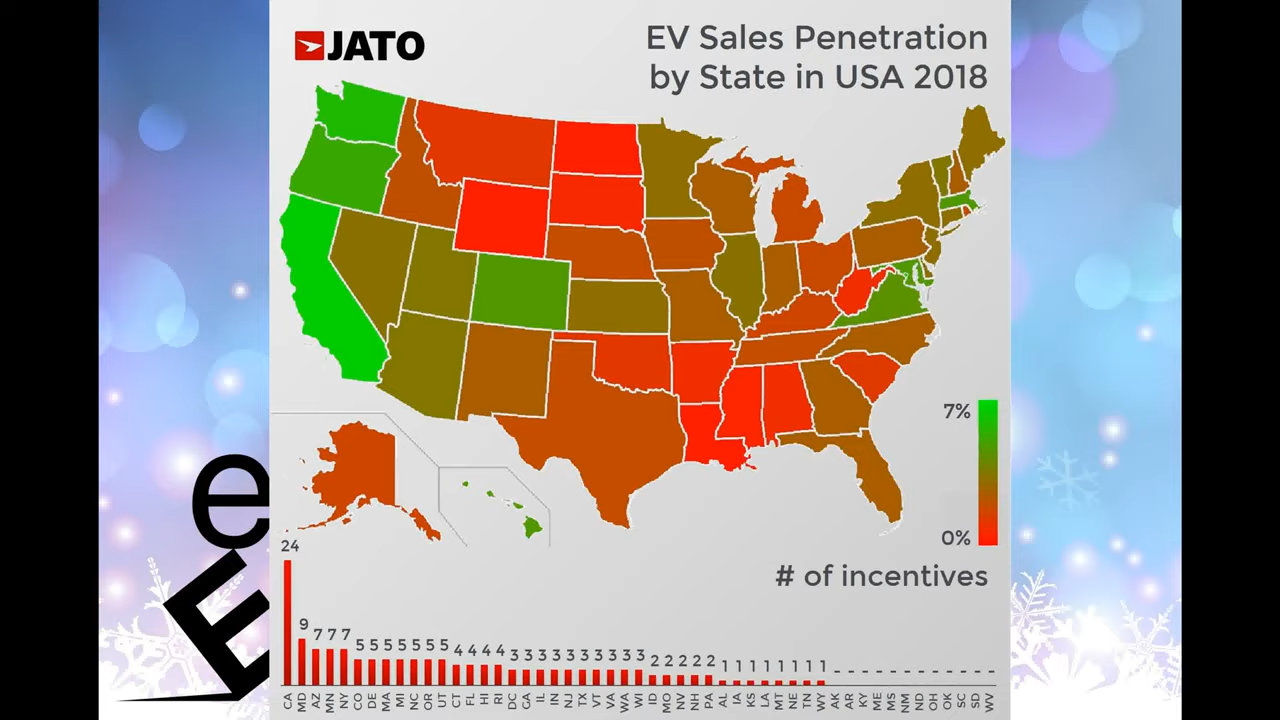 JATO
EV Sales Penetration
by State in USA 2018
7%
0%
# of incentives
e
E
24 9 7 7 7 5 5 5 5 5 5 5 4 4 4 4 3 3 3 3 3 3 3 3 3 3 2 2 2 2 2 1 1 1 1 1 1 1 1 - - - - - - - - - - - -
CA MD AZ MN NY CO DE MA MI NC OR UT CT FL HI RI DC GA IL IN NJ TX VT VA WA WI ID MO NV NH PA AL IA KS LA MT NE TN WY AK AR KY ME MS NM ND OH OK SC SD WV